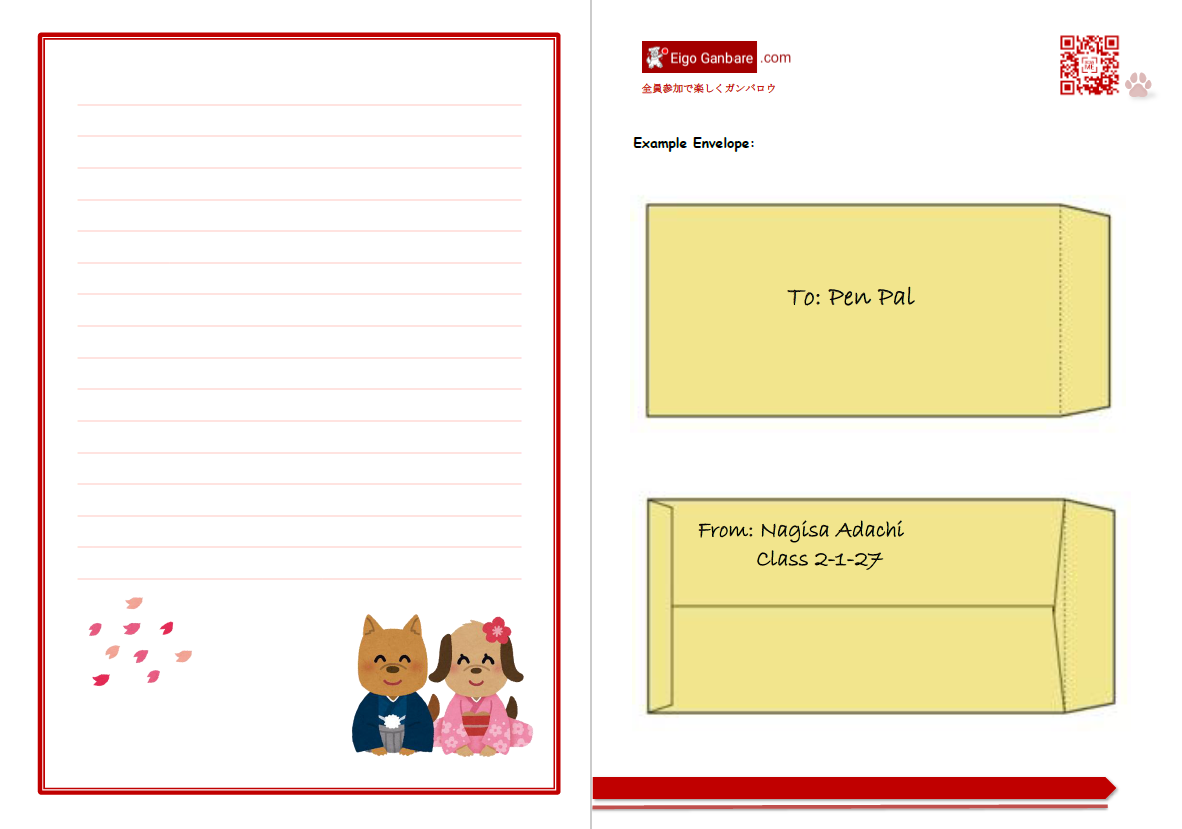 Eigo Ganbare .com
全員参加で楽しくガンバロウ
Example Envelope:
To: Pen Pal
From: Nagisa Adachi
Class 2-1-27